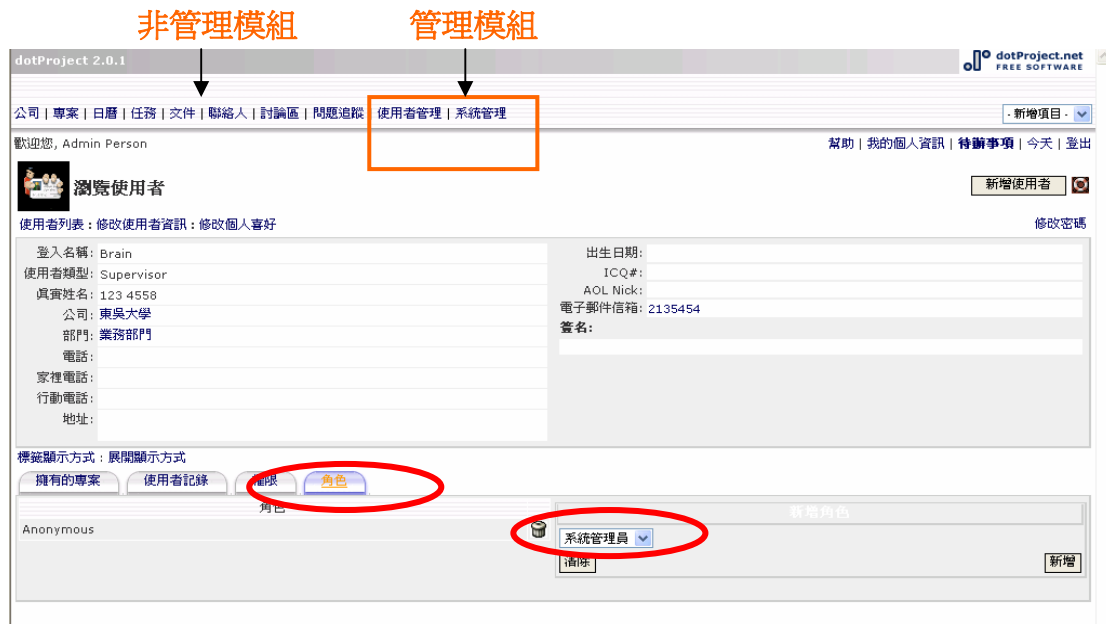 非管理模組 管理模組
dotProject 2.0.1 dotProject.net
FREE SOFTWARE
公司 | 專案 | 日曆 | 任務 | 文件 | 聯絡人 | 討論區 | 問題追蹤 | 使用者管理 | 系統管理 - 新增項目 -
歡迎您, Admin Person 幫助 | 我的個人資訊 | 待辦事項 | 今天 | 登出
瀏覽使用者 新增使用者
使用者列表 : 修改使用者資訊 : 修改個人喜好 修改密碼
登入名稱: Brain
使用者類型: Supervisor
真實姓名: 123 4558
公司: 東吳大學
部門: 業務部門
電話:
家裡電話:
行動電話:
地址:
出生日期:
ICQ#:
AOL Nick:
電子郵件信箱: 2135454
簽名:
標籤顯示方式 : 展開顯示方式
擁有的專案 使用者記錄 權限 角色
角色 新增角色
Anonymous 系統管理員
清除 新增